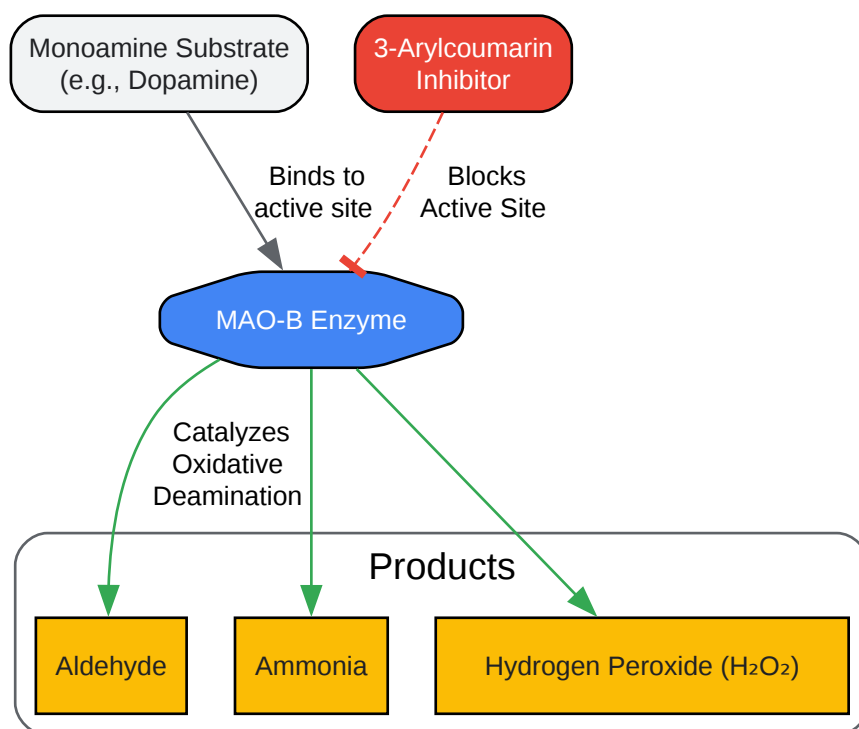 Monoamine Substrate
(e.g., Dopamine)
3-Arylcoumarin
Inhibitor
Binds to
active site
Blocks
Active Site
MAO-B Enzyme
Catalyzes
Oxidative
Deamination
Products
Aldehyde
Ammonia
Hydrogen Peroxide (H₂O₂)